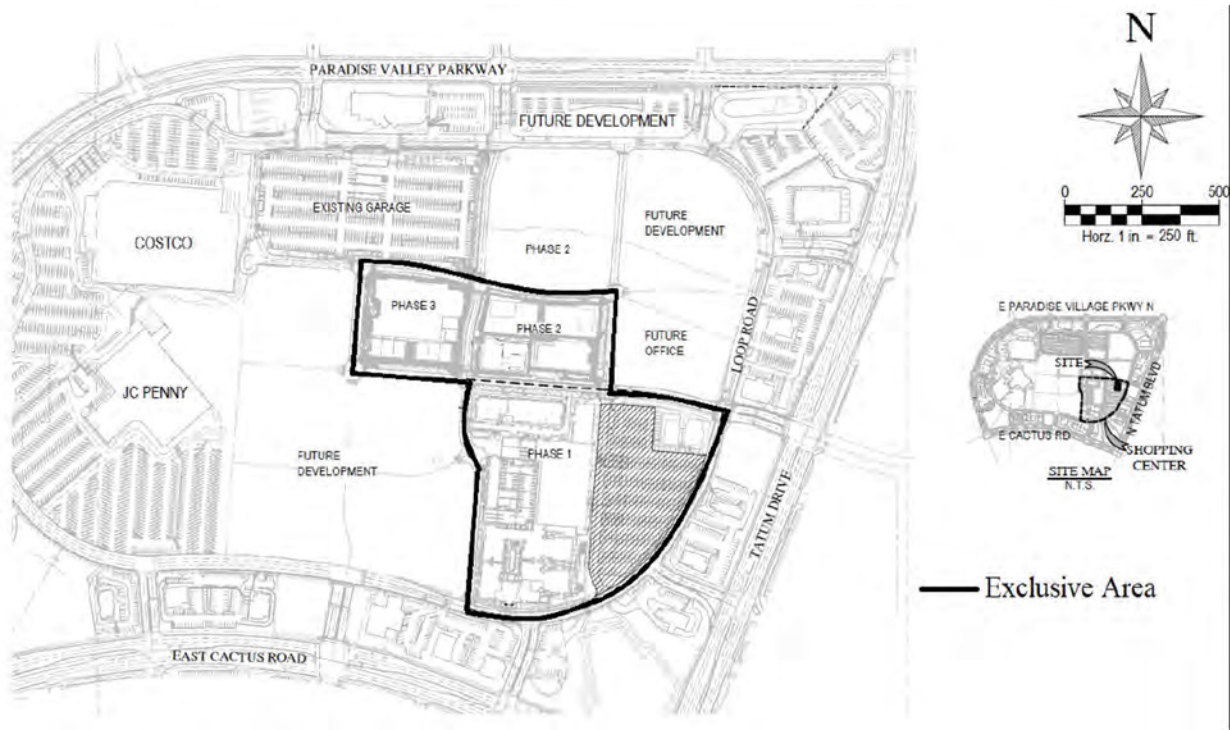 PARADISE VALLEY PARKWAY
N
FUTURE DEVELOPMENT
0 250 500
Horz. 1 in. = 250 ft.
EXISTING GARAGE
FUTURE
DEVELOPMENT
COSTCO
PHASE 2
PHASE 3
PHASE 2
FUTURE
OFFICE
LOOP ROAD
E PARADISE VILLAGE PKWY N
SITE
N TATUM BLVD
E CACTUS RD
SHOPPING
CENTER
SITE MAP
N.T.S.
JC PENNY
FUTURE
DEVELOPMENT
PHASE 1
TATUM DRIVE
Exclusive Area
EAST CACTUS ROAD